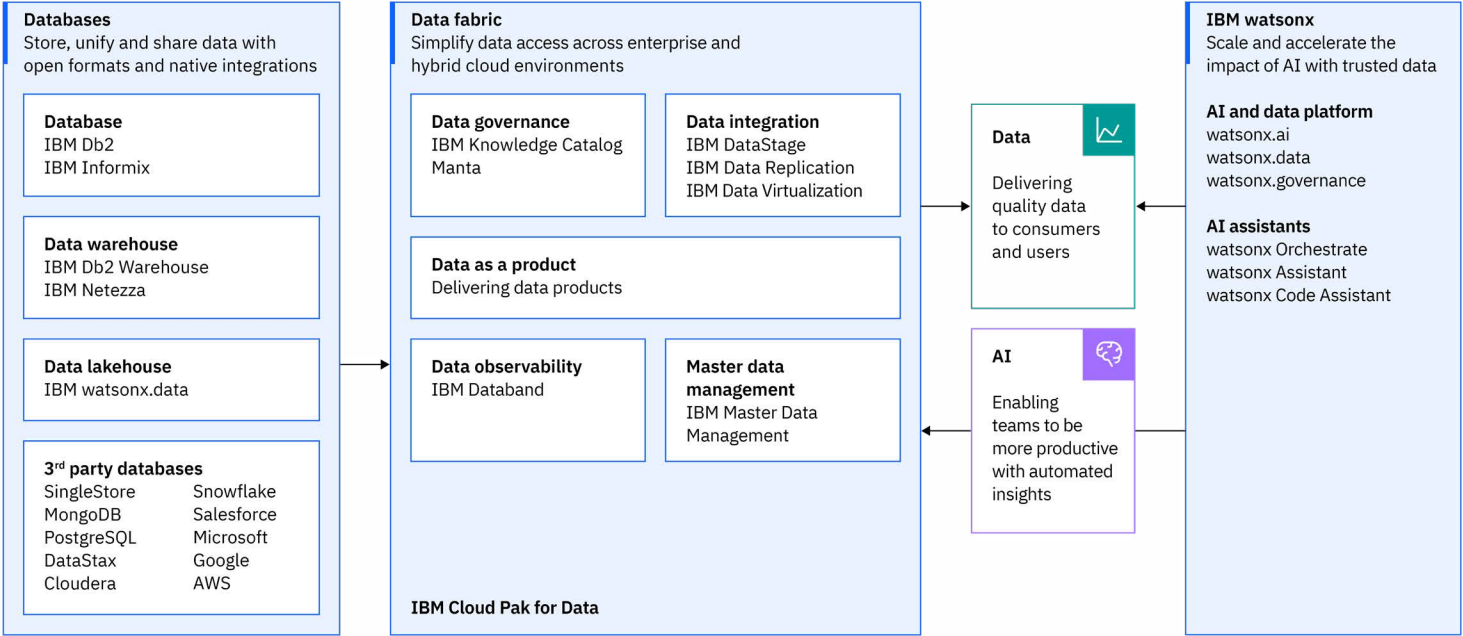 Databases
Store, unify and share data with
open formats and native integrations
Database
IBM Db2
IBM Informix
Data warehouse
IBM Db2 Warehouse
IBM Netezza
Data lakehouse
IBM watsonx.data
3rd party databases
SingleStore
MongoDB
PostgreSQL
DataStax
Cloudera
Snowflake
Salesforce
Microsoft
Google
AWS
Data fabric
Simplify data access across enterprise and
hybrid cloud environments
Data governance
IBM Knowledge Catalog
Manta
Data integration
IBM DataStage
IBM Data Replication
IBM Data Virtualization
Data as a product
Delivering data products
Data observability
IBM Databand
Master data
management
IBM Master Data
Management
IBM Cloud Pak for Data
Data
Delivering
quality data
to consumers
and users
AI
Enabling
teams to be
more productive
with automated
insights
IBM watsonx
Scale and accelerate the
impact of AI with trusted data
AI and data platform
watsonx.ai
watsonx.data
watsonx.governance
AI assistants
watsonx Orchestrate
watsonx Assistant
watsonx Code Assistant